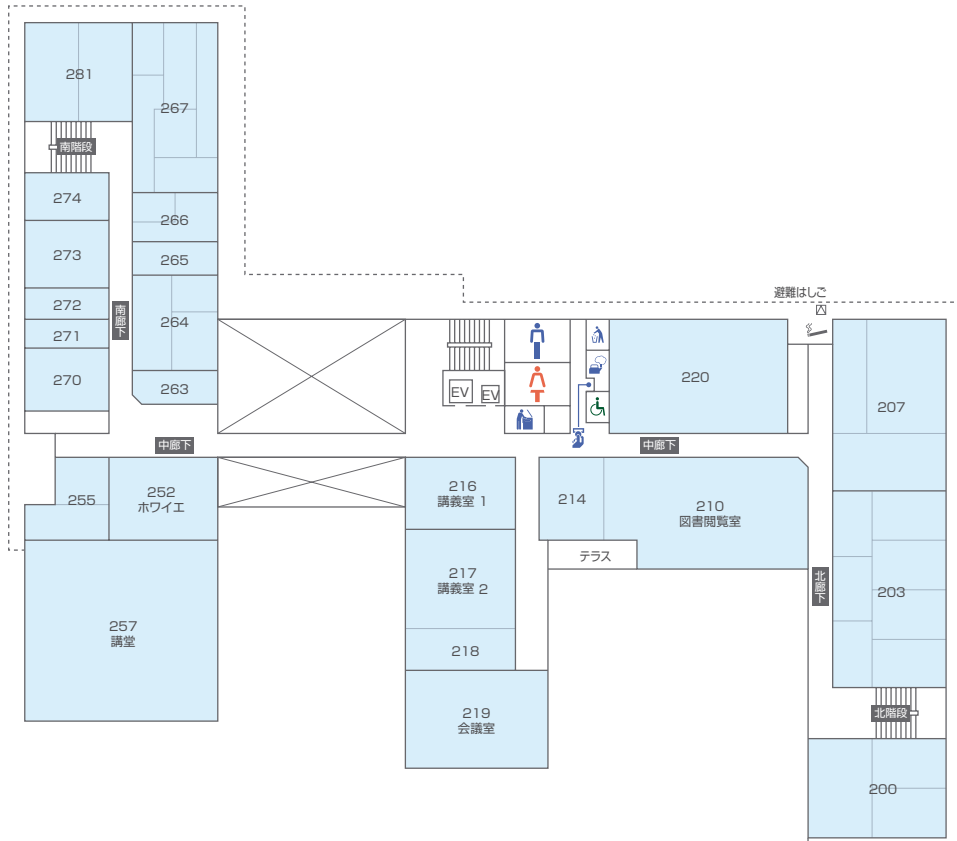 281
267
南階段
274
266
273
265
272
南廊下
264
271
270
263
避難はしご
EV
EV
220
207
中廊下
中廊下
255
252
ホワイエ
216
講義室 1
214
210
図書閲覧室
テラス
217
講義室 2
北廊下
203
257
講堂
218
219
会議室
北階段
200